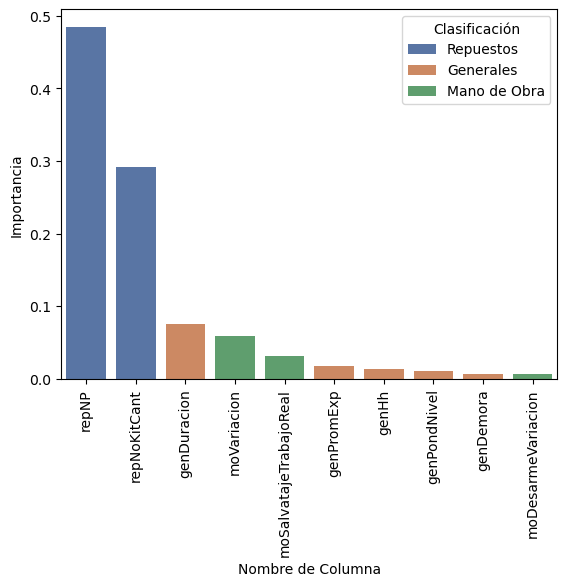 0.5
0.4
0.3
0.2
0.1
0.0
Importancia
Clasificación
Repuestos
Generales
Mano de Obra
repNP
repNoKitCant
genDuracion
moVariacion
moSalvatajeTrabajoReal
genPromExp
genHh
genPondNivel
genDemora
moDesarmeVariacion
Nombre de Columna